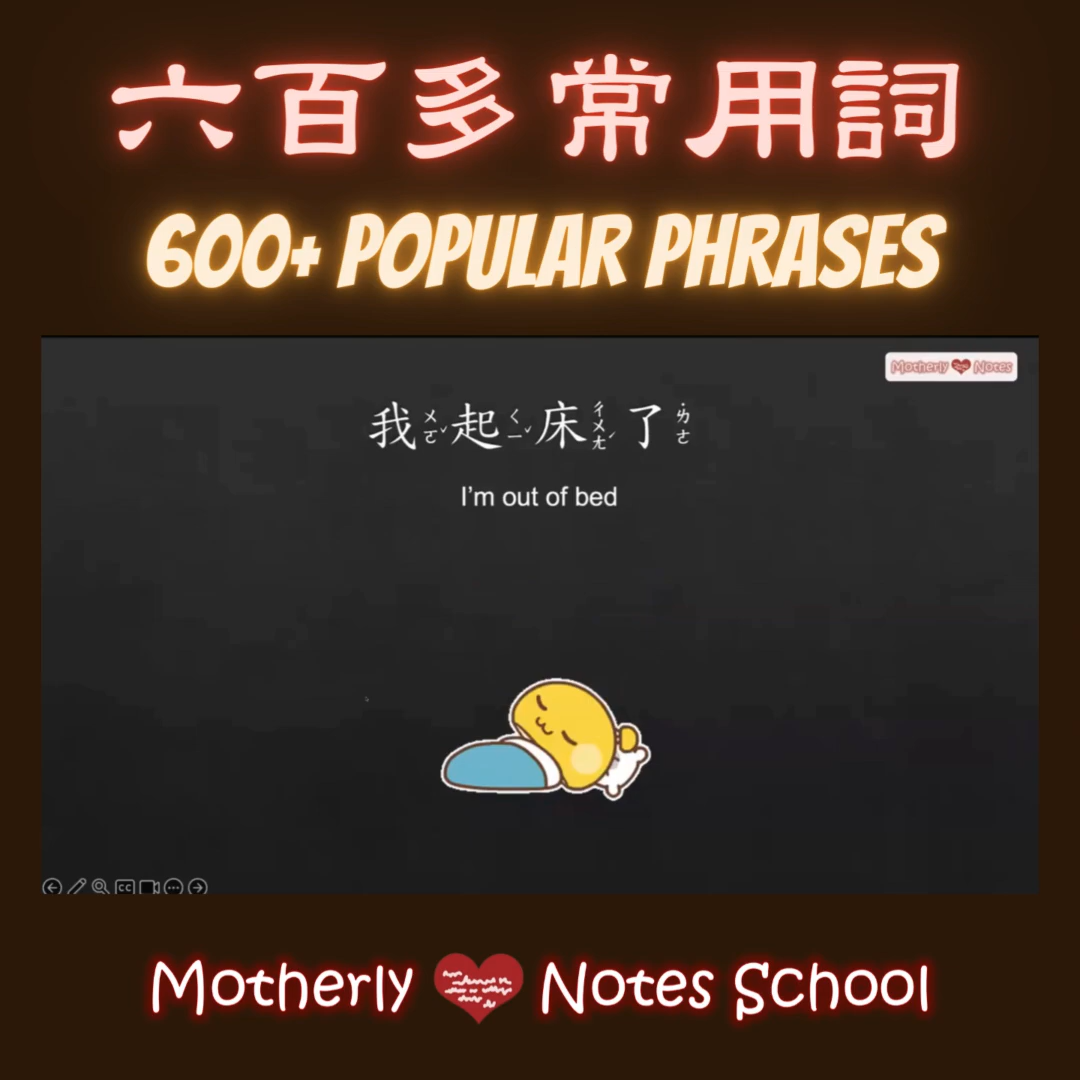 六百多常用詞
600+ POPULAR PHRASES
Motherly Notes
我ㄨㄛˇ起ㄑㄧˇ床ㄔㄨㄤˊ了˙ㄌㄜ
I'm out of bed
CC
Motherly Notes School